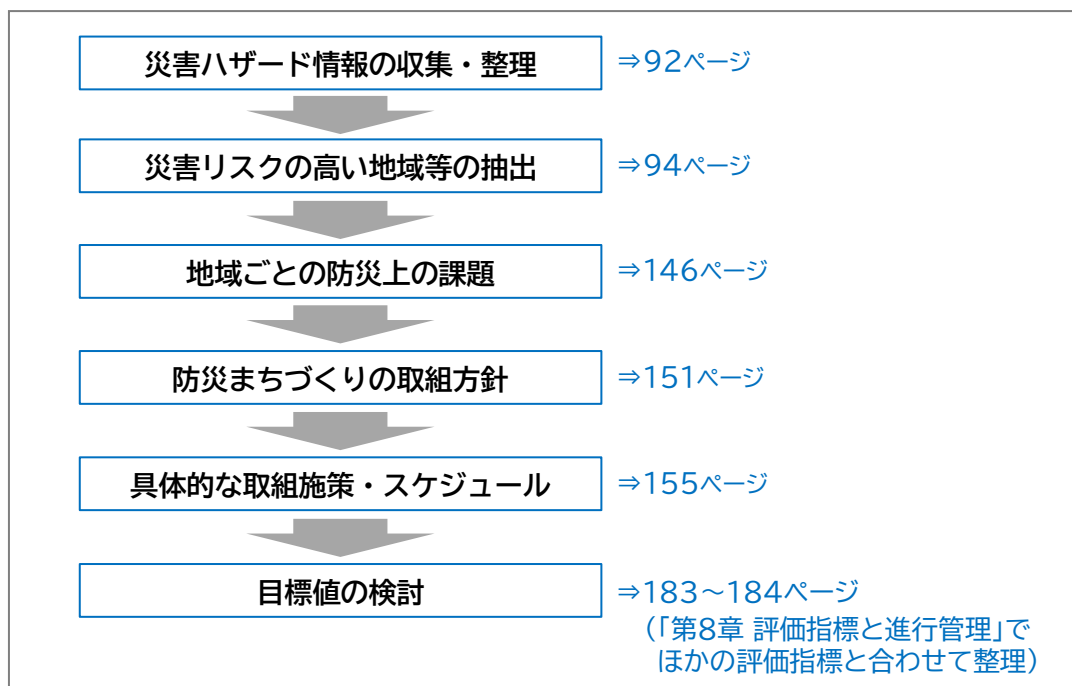 災害ハザード情報の収集・整理 ⇒92ページ
災害リスクの高い地域等の抽出 ⇒94ページ
地域ごとの防災上の課題 ⇒146ページ
防災まちづくりの取組方針 ⇒151ページ
具体的な取組施策・スケジュール ⇒155ページ
目標値の検討 ⇒183～184ページ
(「第8章 評価指標と進行管理」で
ほかの評価指標と合わせて整理)